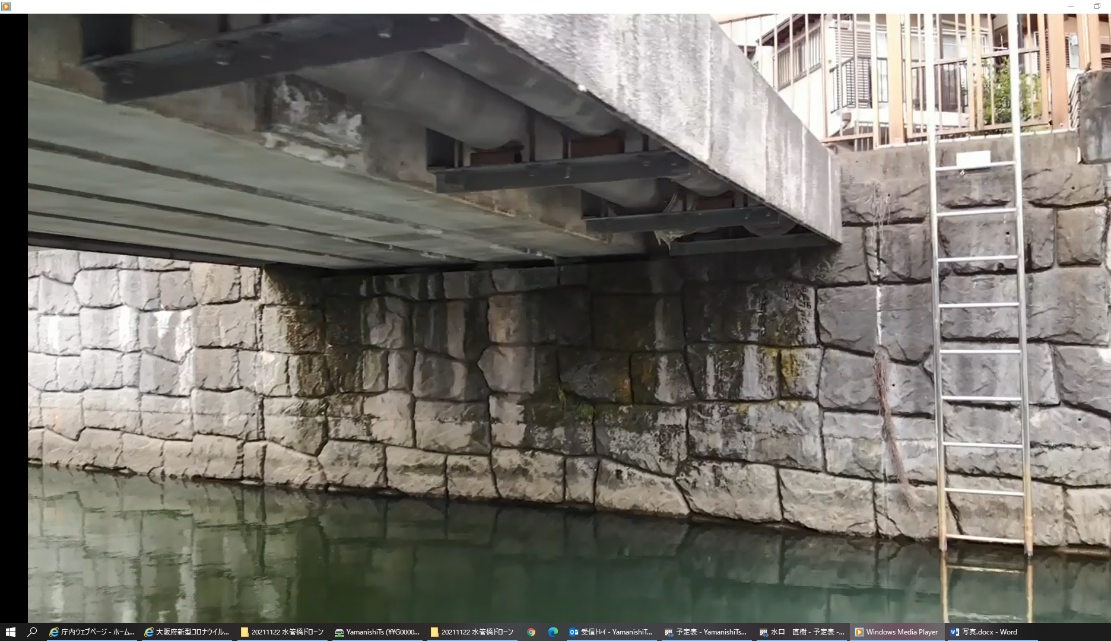 庁内ウェブページ - ホーム...
大阪府新型コロナウイル...
20211122 水管橋ドローン
YamanishiTs (¥¥G0000...
20211122 水管橋ドローン
受信トレイ - YamanishiT...
予定表 - YamanishiTs...
水口 直樹 - 予定表 -...
Windows Media Player
写真.docx - Word